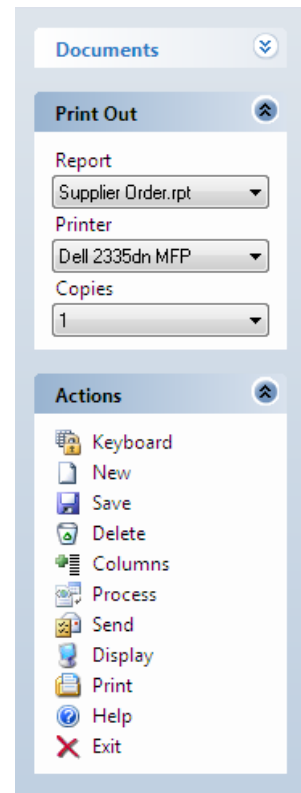 Documents
Print Out
Report
Supplier Order.rpt
Printer
Dell 2335dn MFP
Copies
1
Actions
Keyboard
New
Save
Delete
Columns
Process
Send
Display
Print
Help
Exit